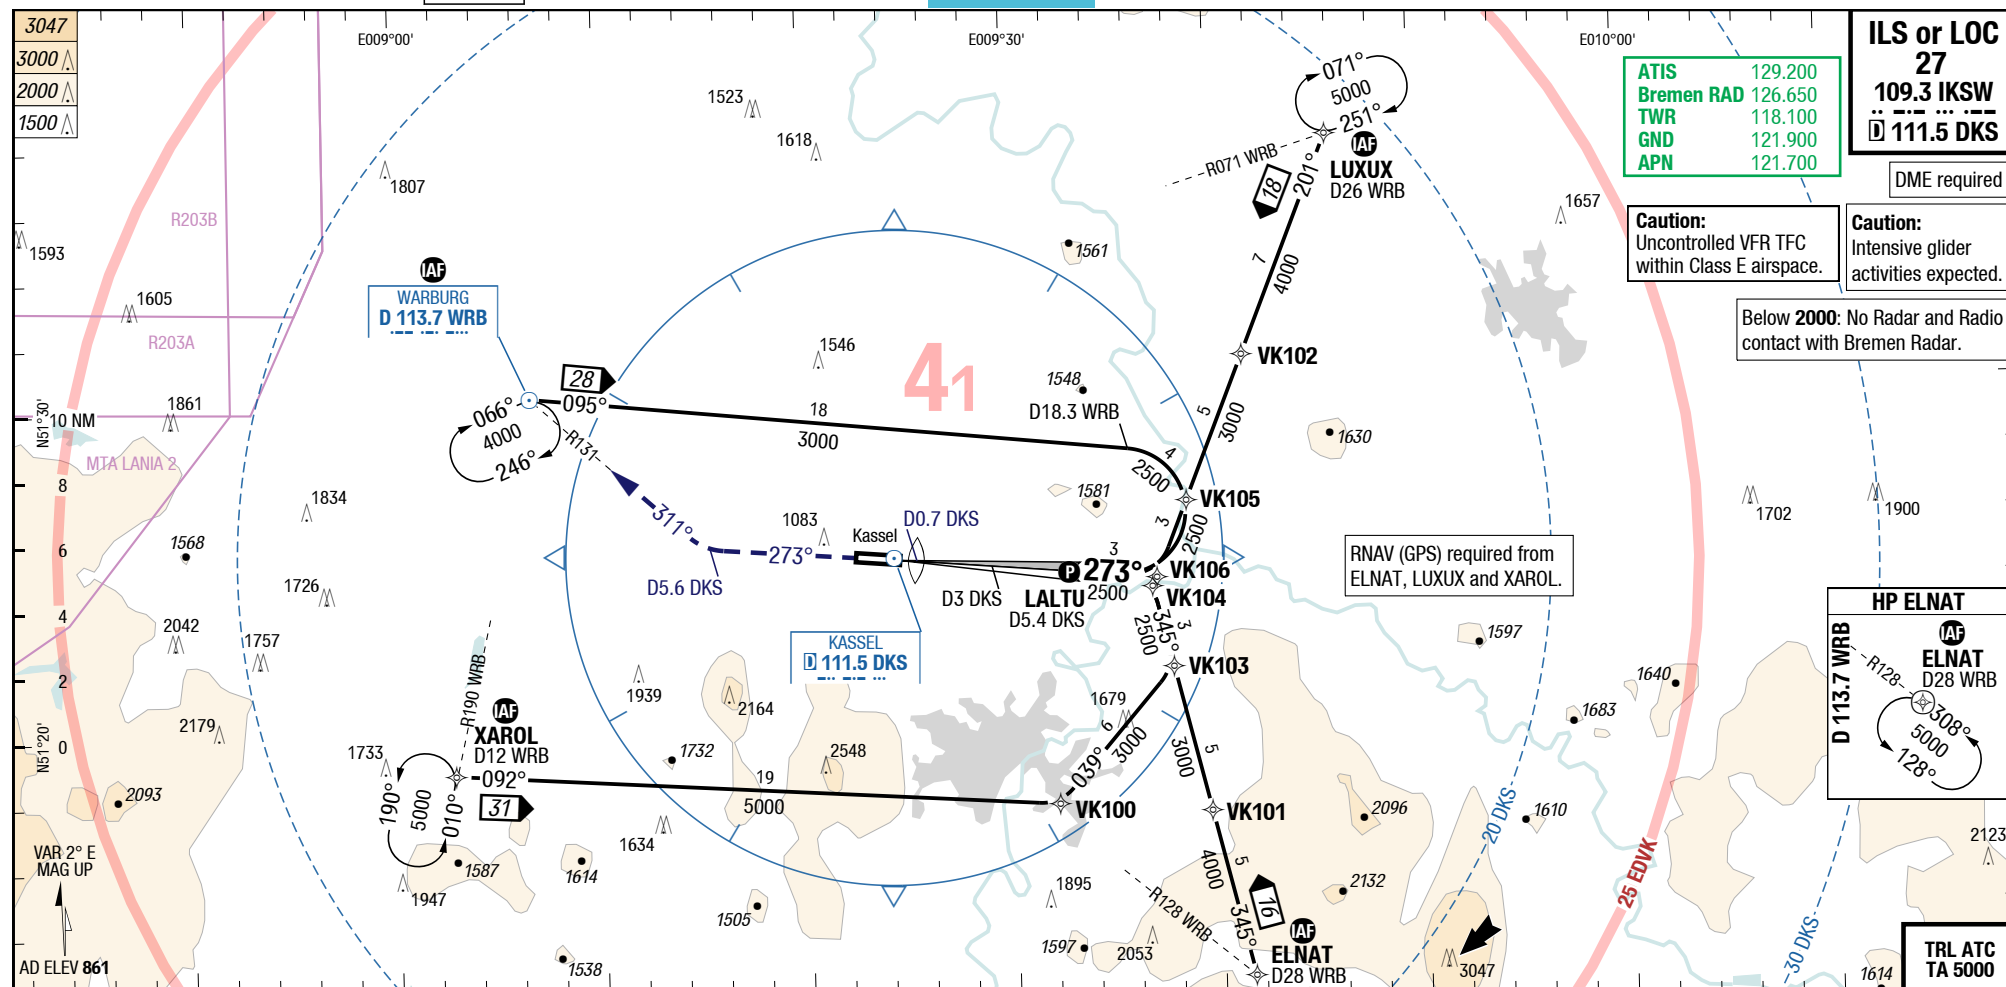 3047
3000
2000
1500
E009°00'
E009°30'
E010°00'
ILS or LOC
27
109.3 IKSW
D 111.5 DKS
ATIS 129.200
Bremen RAD 126.650
TWR 118.100
GND 121.900
APN 121.700
DME required
Caution:
Uncontrolled VFR TFC
within Class E airspace.
Caution:
Intensive glider
activities expected.
Below 2000: No Radar and Radio
contact with Bremen Radar.
071°
5000
251°
IAF
LUXUX
D26 WRB
R071 WRB
201°
18
7
4000
VK102
5
3000
1523
1618
1807
1593
1605
R203B
R203A
MTA LANIA 2
1861
1561
1657
1546
1548
1630
41
IAF
WARBURG
D 113.7 WRB
28
095°
18
3000
D18.3 WRB
4
2500
VK105
3
2500
066°
4000
246°
R131
311°
273°
D5.6 DKS
N51°30'
10 NM
8
6
4
2
0
N51°20'
1834
1568
1726
2042
1757
2179
1083
Kassel
D0.7 DKS
1581
3
P 273°
2500
LALTU
D5.4 DKS
D3 DKS
VK106
VK104
345°
3
2500
VK103
KASSEL
D 111.5 DKS
RNAV (GPS) required from
ELNAT, LUXUX and XAROL.
1702
1900
1597
1640
1683
1610
HP ELNAT
D 113.7 WRB
R128
IAF
ELNAT
D28 WRB
308°
5000
128°
R190 WRB
IAF
XAROL
D12 WRB
092°
31
19
5000
VK100
039°
6
3000
190°
5000
010°
1733
1939
2164
1732
2548
1679
1634
2093
1587
1614
1947
1505
1538
5
3000
VK101
5
4000
16
345°
IAF
ELNAT
D28 WRB
R128 WRB
1895
1597
2053
2096
2132
3047
2123
1614
20 DKS
25 EDVK
30 DKS
VAR 2° E
MAG UP
AD ELEV 861
TRL ATC
TA 5000